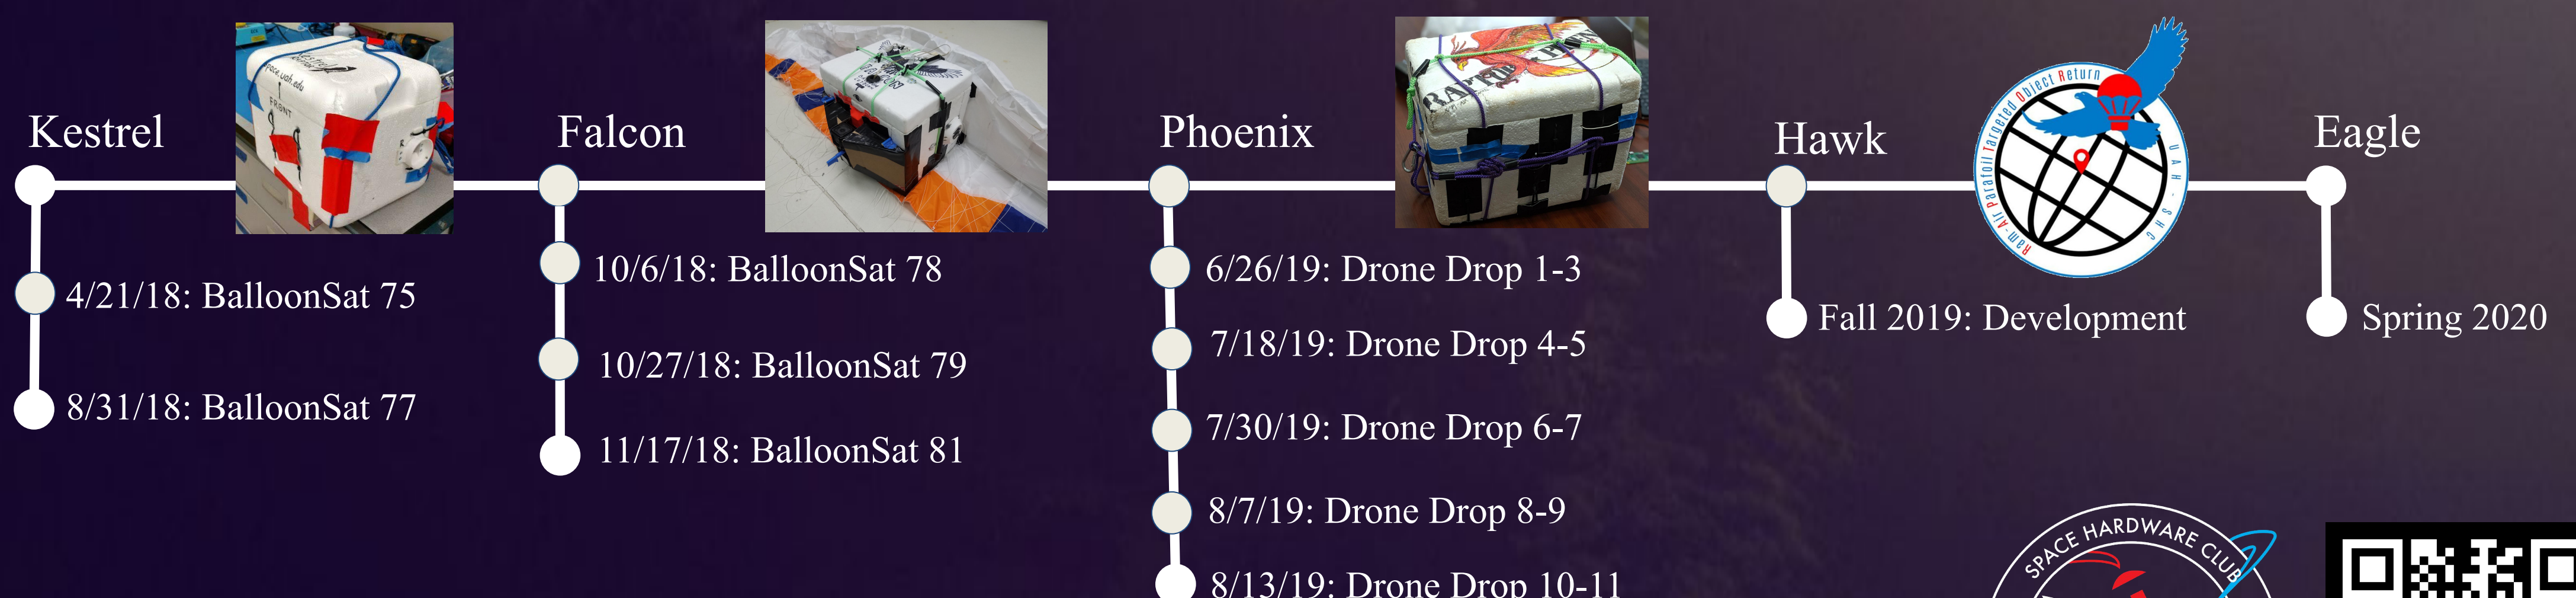 Kestrel
4/21/18: BalloonSat 75
8/31/18: BalloonSat 77
space.uah.edu
FRONT
Falcon
10/6/18: BalloonSat 78
10/27/18: BalloonSat 79
11/17/18: BalloonSat 81
Phoenix
6/26/19: Drone Drop 1-3
7/18/19: Drone Drop 4-5
7/30/19: Drone Drop 6-7
8/7/19: Drone Drop 8-9
8/13/19: Drone Drop 10-11
Hawk
Fall 2019: Development
Ram-Air Parafoil Targeted Object Return
UAH-SHC
Eagle
Spring 2020
SPACE HARDWARE CLUB